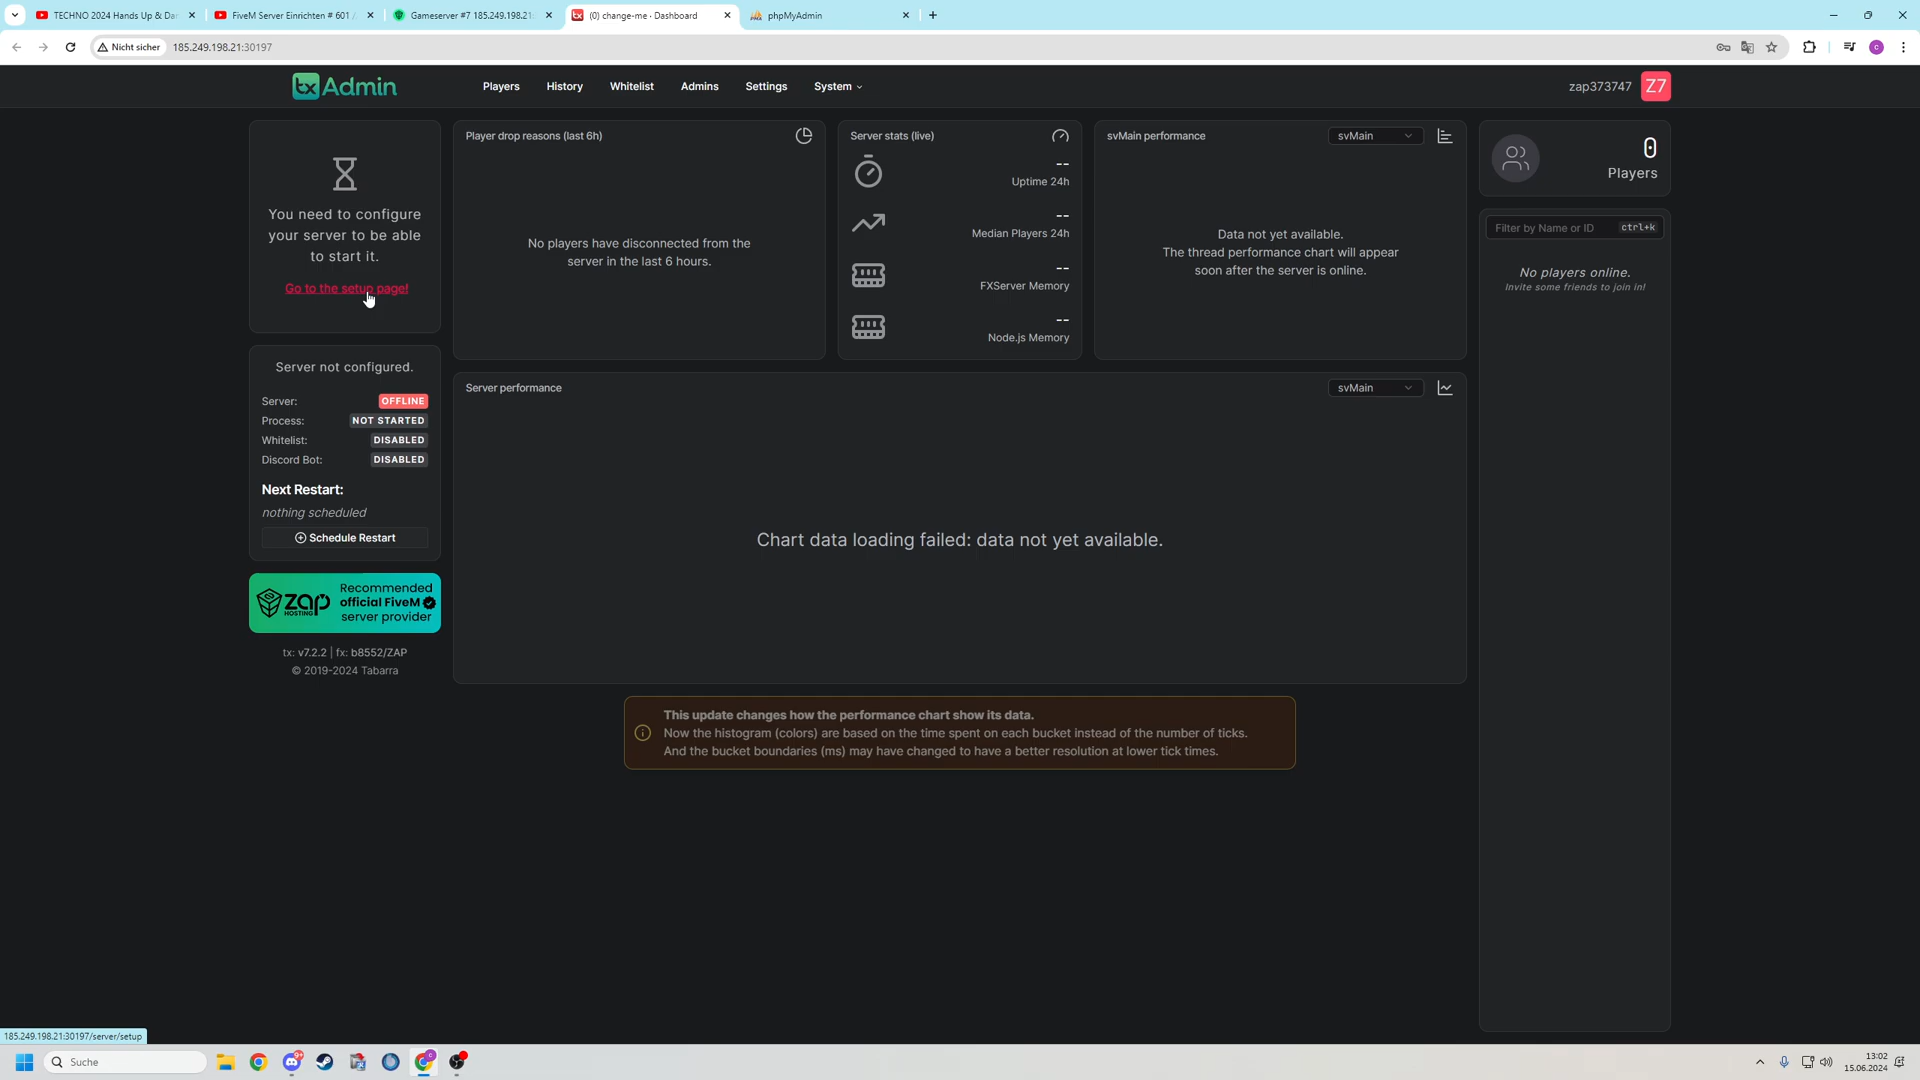 TECHNO 2024 Hands Up & Da
FiveM Server Einrichten # 601
Gameserver #7 185.249.198.21:
(0) change-me · Dashboard
phpMyAdmin
Nicht sicher
185.249.198.21:30197
tx Admin
Players
History
Whitelist
Admins
Settings
System
zap373747
Z7
You need to configure
your server to be able
to start it.
Go to the setup page!
Player drop reasons (last 6h)
No players have disconnected from the
server in the last 6 hours.
Server stats (live)
--
Uptime 24h
--
Median Players 24h
--
FXServer Memory
--
Node.js Memory
svMain performance
svMain
Data not yet available.
The thread performance chart will appear
soon after the server is online.
0
Players
Filter by Name or ID
ctrl+k
No players online.
Invite some friends to join in!
Server not configured.
Server: OFFLINE
Process: NOT STARTED
Whitelist: DISABLED
Discord Bot: DISABLED
Next Restart:
nothing scheduled
Schedule Restart
Server performance
svMain
Chart data loading failed: data not yet available.
ZAP
HOSTING
Recommended
official FiveM
server provider
tx: v7.2.2 | fx: b8552/ZAP
© 2019-2024 Tabarra
This update changes how the performance chart show its data.
Now the histogram (colors) are based on the time spent on each bucket instead of the number of ticks.
And the bucket boundaries (ms) may have changed to have a better resolution at lower tick times.
185.249.198.21:30197/server/setup
Suche
13:02
15.06.2024